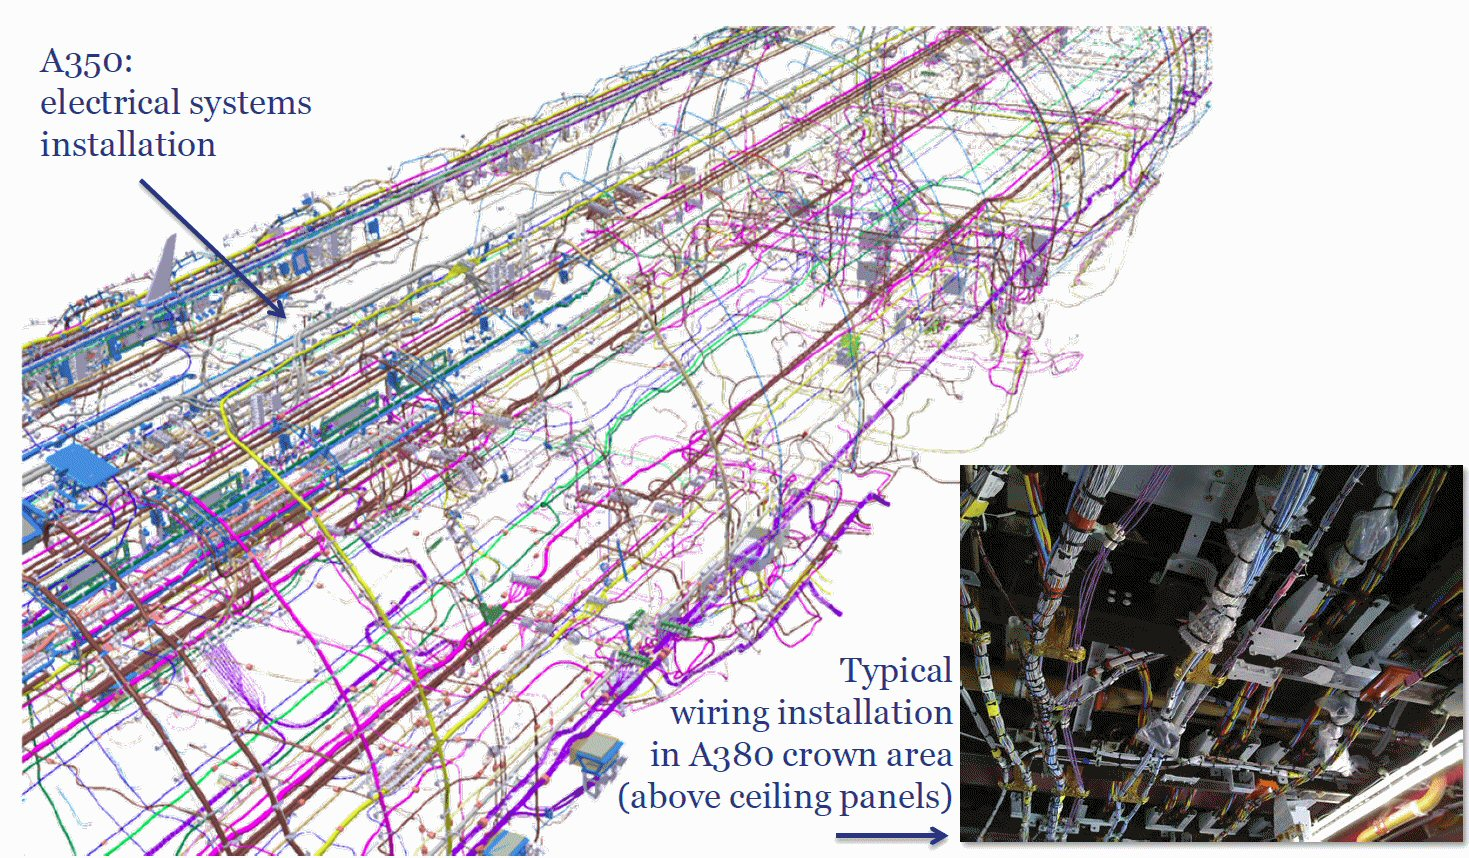 A350:
electrical systems
installation
Typical
wiring installation
in A380 crown area
(above ceiling panels)